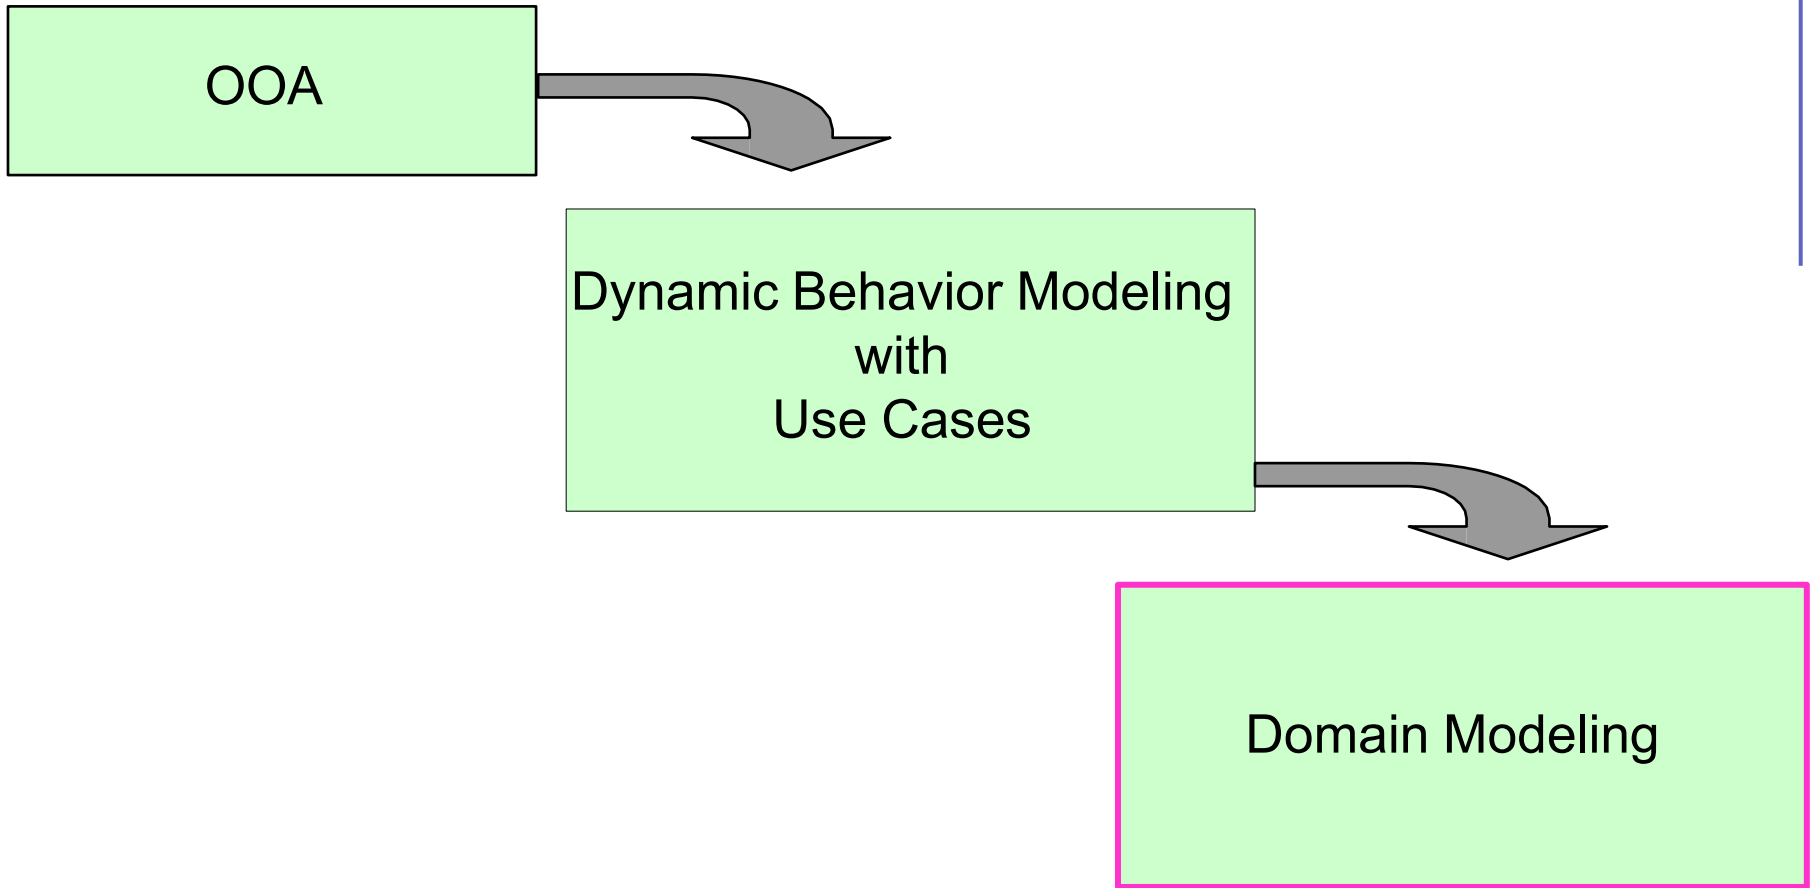 OOA
Dynamic Behavior Modeling
with
Use Cases
Domain Modeling